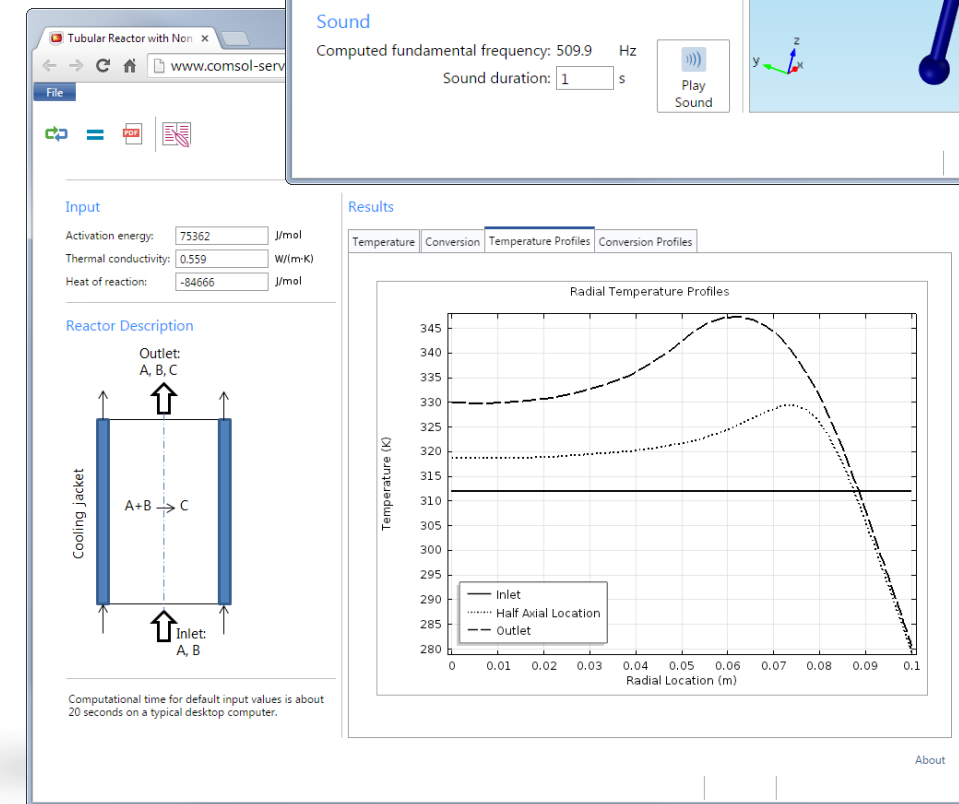 Sound
Computed fundamental frequency: 509.9 Hz
Sound duration: 1 s
Play
Sound
z
y
x
Tubular Reactor with Non
www.comsol-serv
File
PDF
Input
Activation energy: 75362 J/mol
Thermal conductivity: 0.559 W/(m·K)
Heat of reaction: -84666 J/mol
Reactor Description
Outlet:
A, B, C
Cooling jacket
A+B → C
Inlet:
A, B
Computational time for default input values is about
20 seconds on a typical desktop computer.
Results
Temperature Conversion Temperature Profiles Conversion Profiles
Radial Temperature Profiles
345
340
335
330
325
320
315
310
305
300
295
290
285
280
Temperature (K)
Inlet
Half Axial Location
Outlet
0 0.01 0.02 0.03 0.04 0.05 0.06 0.07 0.08 0.09 0.1
Radial Location (m)
About